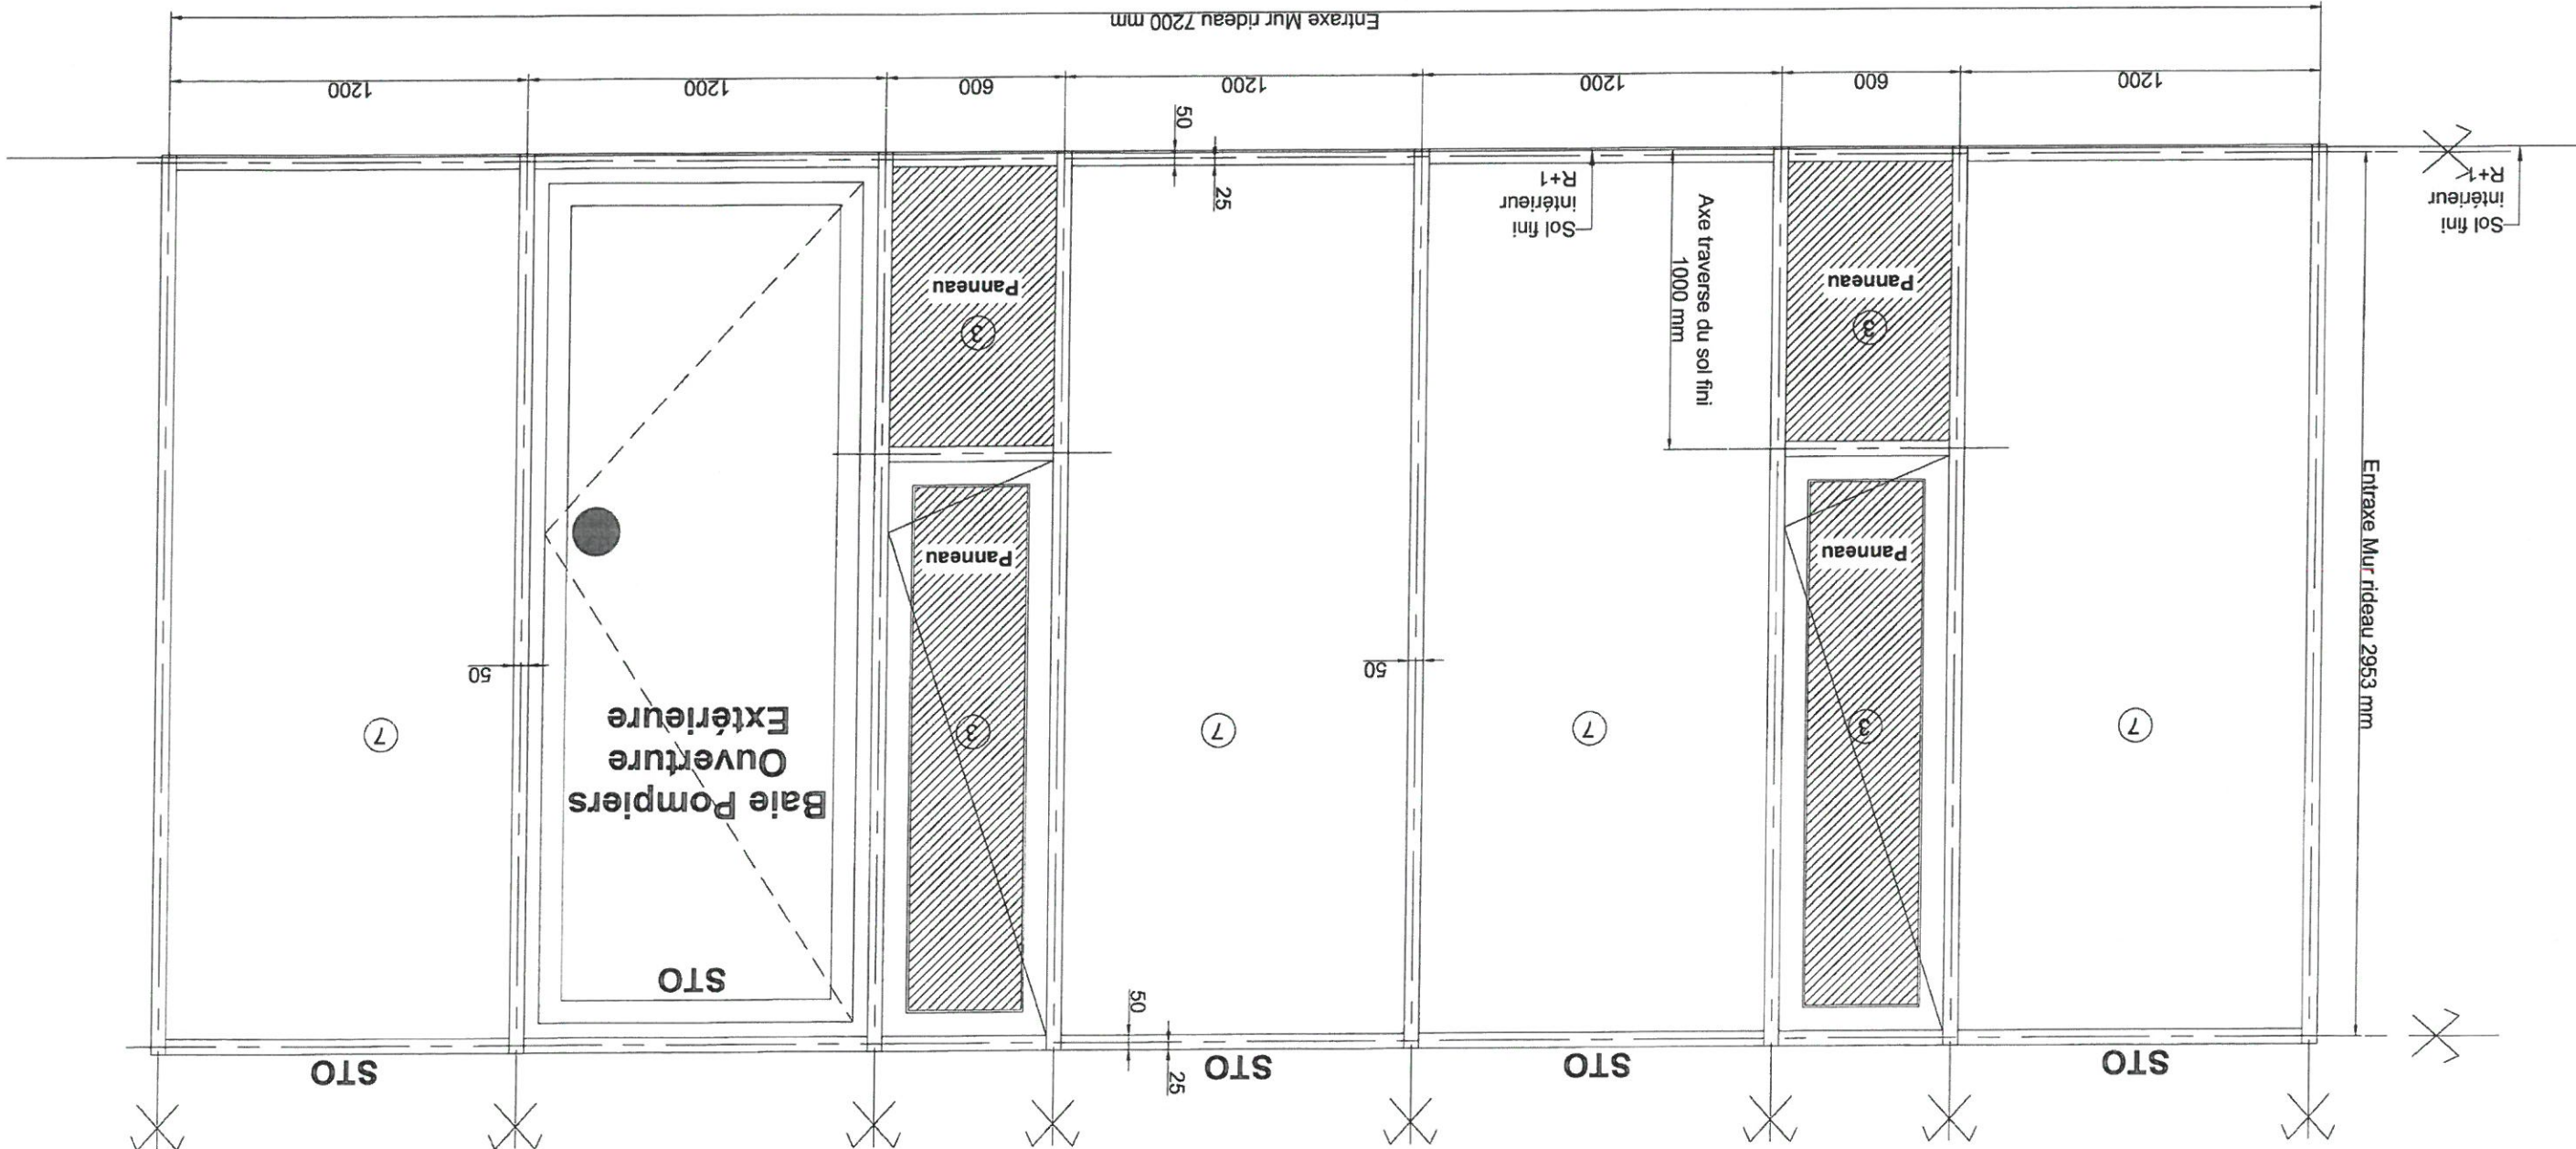 STO
STO
STO
STO
25
50
STO
Baie Pompiers
Ouverture
Extérieure
7
3
7
7
3
7
50
50
Entraxe Mur rideau 2953 mm
Panneau
Panneau
Axe traverse du sol fini
1000 mm
3
Panneau
3
Panneau
Sol fini
intérieur
R+1
Sol fini
intérieur
R+1
25
50
1200
600
1200
1200
600
1200
1200
Entraxe Mur rideau 7200 mm